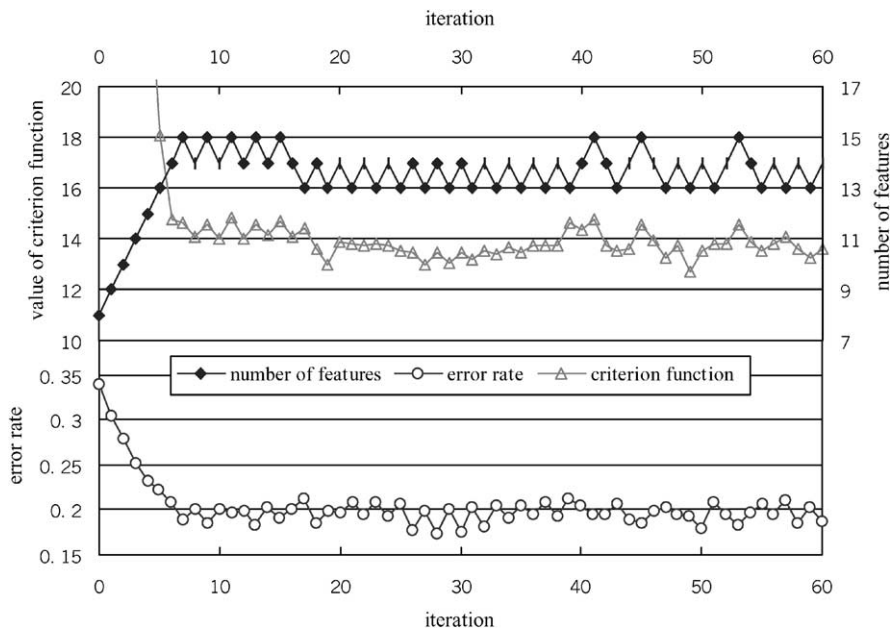 iteration
0 10 20 30 40 50 60
20 17
18 15
16 13
14 11
12 9
10 7
value of criterion function
number of features
number of features error rate criterion function
0.35
0.3
0.25
0.2
0.15
error rate
0 10 20 30 40 50 60
iteration